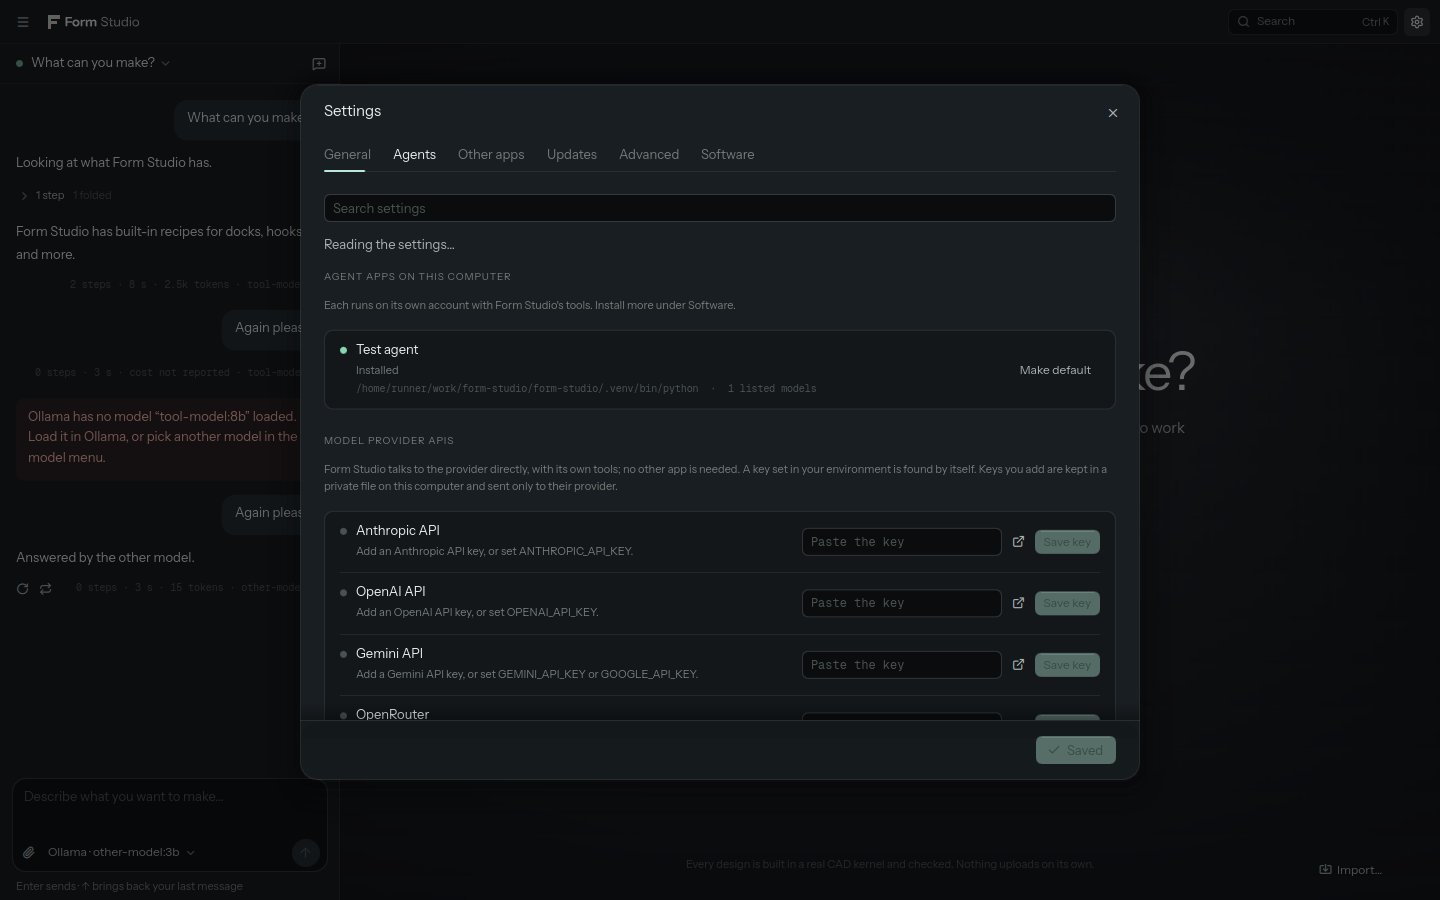 Form Studio
Search
Ctrl K
What can you make?
What can you make
Looking at what Form Studio has.
1 step 1 folded
Form Studio has built-in recipes for docks, hooks
and more.
2 steps · 8 s · 2.5k tokens · tool-mode
Again pleas
0 steps · 3 s · cost not reported · tool-mode
Ollama has no model “tool-model:8b” loaded.
Load it in Ollama, or pick another model in the
model menu.
Again pleas
Answered by the other model.
0 steps · 3 s · 15 tokens · other-mode
Describe what you want to make...
Ollama · other-model:3b
Enter sends · ↑ brings back your last message
Settings
General Agents Other apps Updates Advanced Software
Search settings
Reading the settings...
AGENT APPS ON THIS COMPUTER
Each runs on its own account with Form Studio's tools. Install more under Software.
Test agent
Installed
Make default
/home/runner/work/form-studio/form-studio/.venv/bin/python · 1 listed models
MODEL PROVIDER APIS
Form Studio talks to the provider directly, with its own tools; no other app is needed. A key set in your environment is found by itself. Keys you add are kept in a
private file on this computer and sent only to their provider.
Anthropic API
Add an Anthropic API key, or set ANTHROPIC_API_KEY.
Paste the key
Save key
OpenAI API
Add an OpenAI API key, or set OPENAI_API_KEY.
Paste the key
Save key
Gemini API
Add a Gemini API key, or set GEMINI_API_KEY or GOOGLE_API_KEY.
Paste the key
Save key
OpenRouter
Saved
ke?
o work
Every design is built in a real CAD kernel and checked. Nothing uploads on its own.
Import...